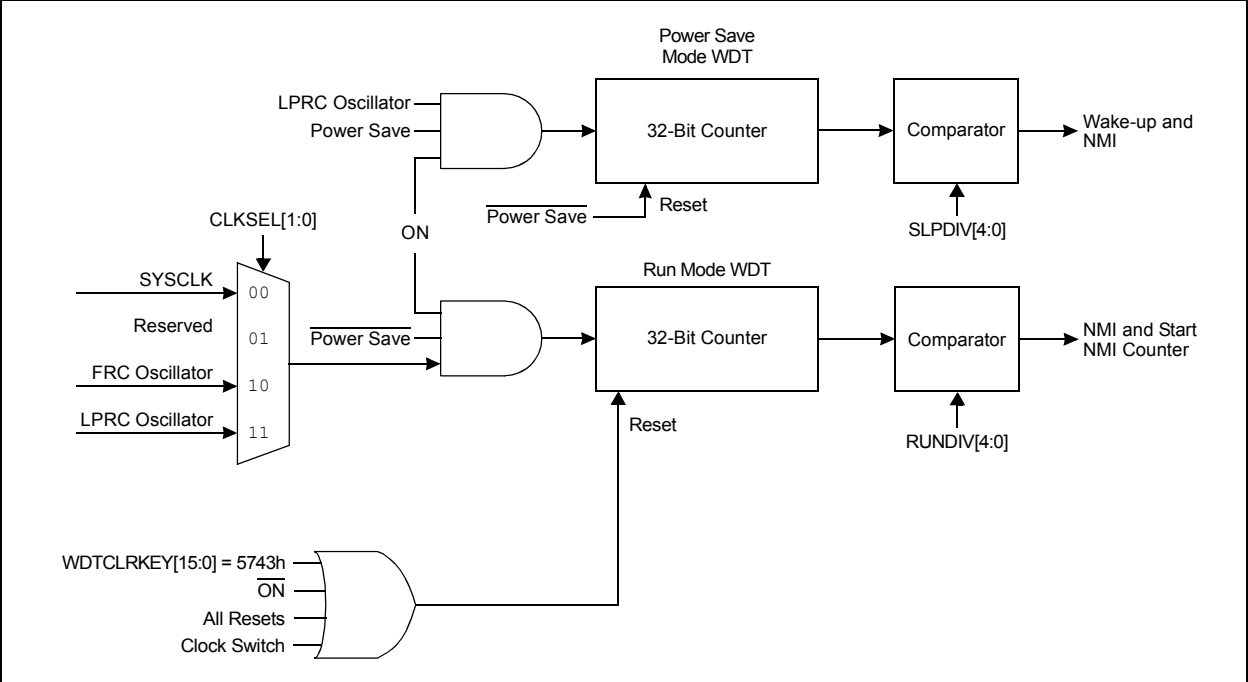 Power Save
Mode WDT
LPRC Oscillator
Power Save
32-Bit Counter
Comparator
Wake-up and
NMI
Power Save
Reset
SLPDIV[4:0]
CLKSEL[1:0]
ON
Run Mode WDT
SYSCLK
00
Reserved
01
Power Save
32-Bit Counter
Comparator
NMI and Start
NMI Counter
FRC Oscillator
10
LPRC Oscillator
11
Reset
RUNDIV[4:0]
WDTCLRKEY[15:0] = 5743h
ON
All Resets
Clock Switch